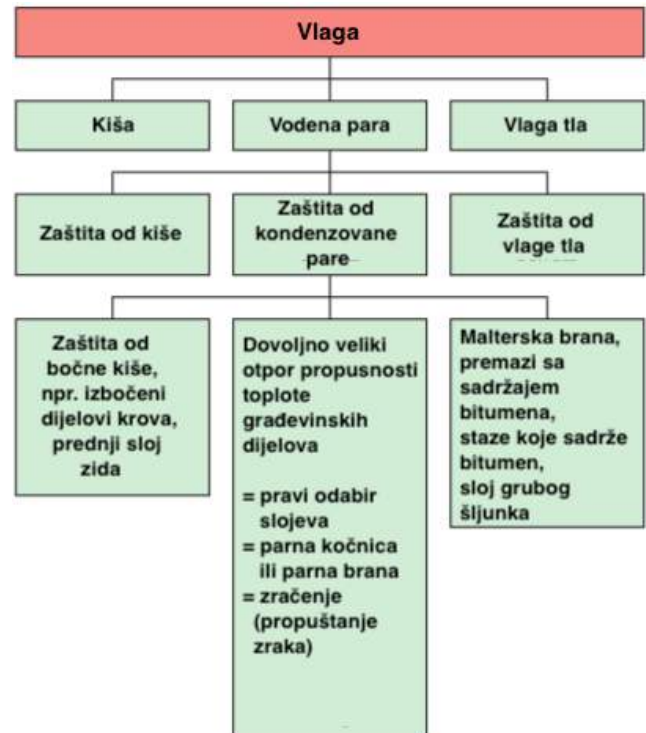 Vlaga
Kiša
Vodena para
Vlaga tla
Zaštita od kiše
Zaštita od
kondenzovane
pare
Zaštita od
vlage tla
Zaštita od
bočne kiše,
npr. izbočeni
dijelovi krova,
prednji sloj
zida
Dovoljno veliki
otpor propusnosti
toplote
građevinskih
dijelova
= pravi odabir
slojeva
= parna kočnica
ili parna brana
= zračenje
(propuštanje
zraka)
Malterska brana,
premazi sa
sadržajem
bitumena,
staze koje sadrže
bitumen,
sloj grubog
šljunka